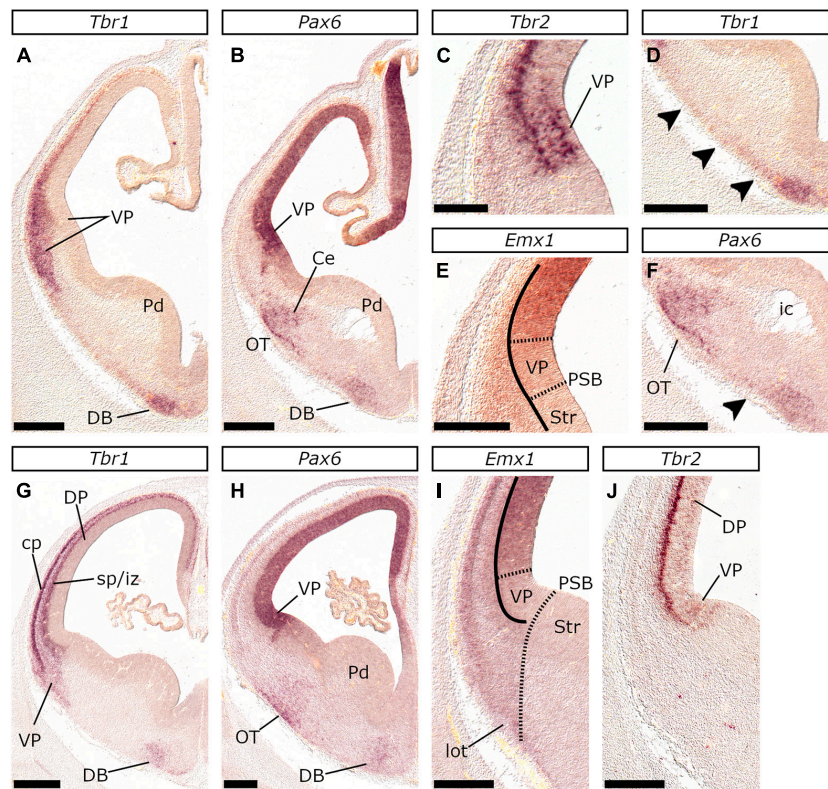 Tbr1
Pax6
Tbr2
Tbr1
A
B
C
D
VP
VP
VP
Ce
Pd
Pd
OT
DB
DB
Emx1
Pax6
E
F
VP
PSB
Str
ic
OT
Tbr1
Pax6
Emx1
Tbr2
G
H
I
J
DP
cp
sp/iz
VP
DB
VP
Pd
OT
DB
VP
PSB
Str
lot
DP
VP